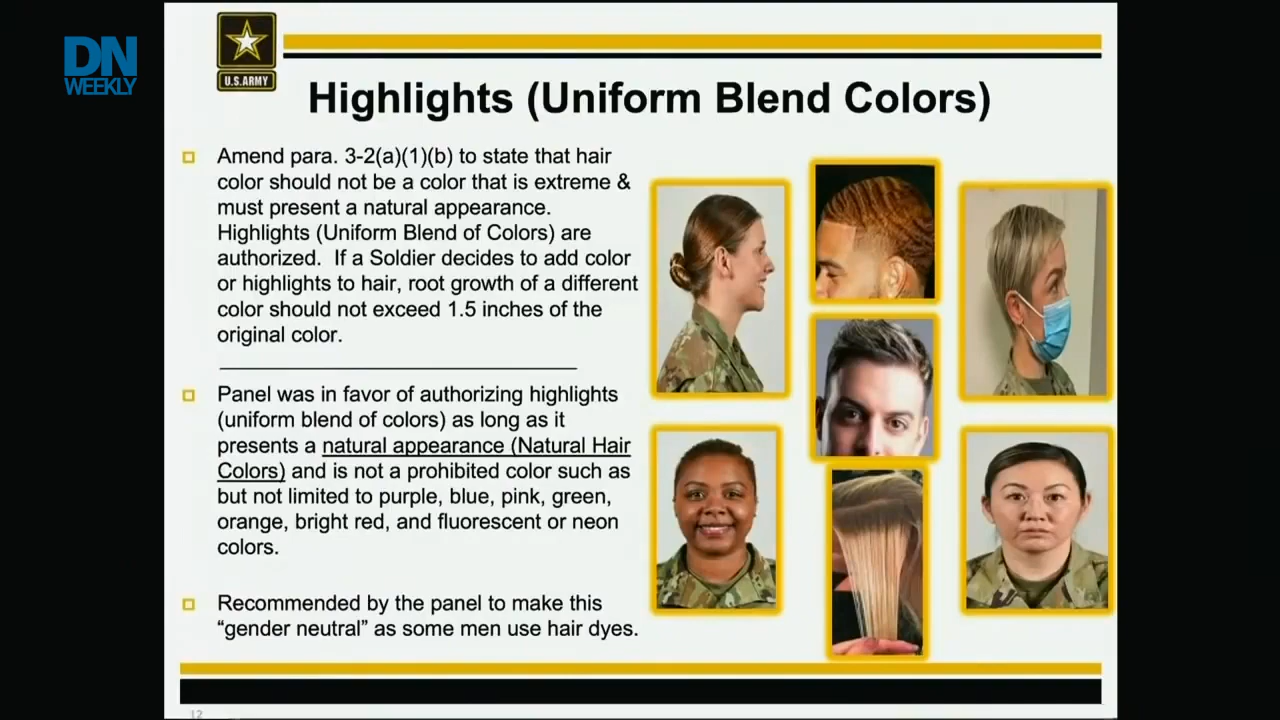 DN
WEEKLY
U.S.ARMY
Highlights (Uniform Blend Colors)
Amend para. 3-2(a)(1)(b) to state that hair
color should not be a color that is extreme &
must present a natural appearance.
Highlights (Uniform Blend of Colors) are
authorized. If a Soldier decides to add color
or highlights to hair, root growth of a different
color should not exceed 1.5 inches of the
original color.
Panel was in favor of authorizing highlights
(uniform blend of colors) as long as it
presents a natural appearance (Natural Hair
Colors) and is not a prohibited color such as
but not limited to purple, blue, pink, green,
orange, bright red, and fluorescent or neon
colors.
Recommended by the panel to make this
“gender neutral” as some men use hair dyes.
12